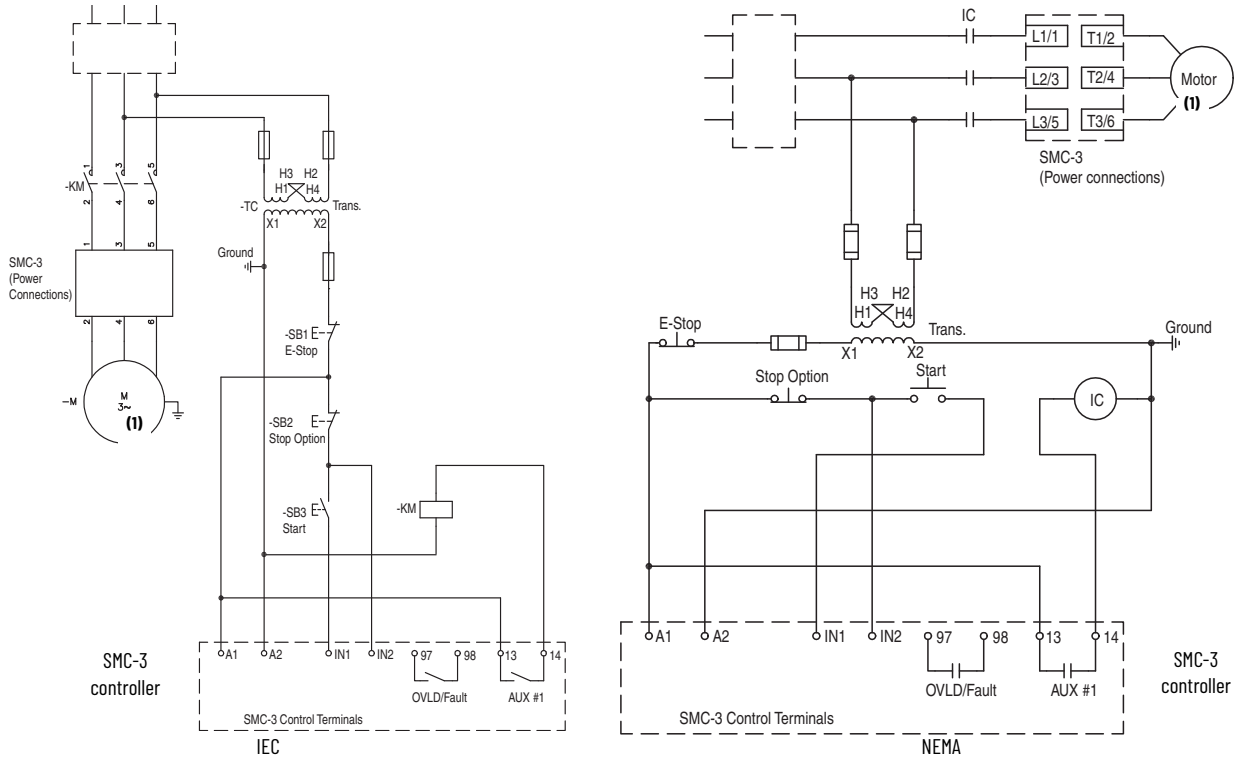 1
3
5
-KM
2
4
6
1
3
5
SMC-3
(Power
Connections)
2
4
6
-M
M
3~
(1)
H3 H2
H1 H4
-TC
Trans.
X1 X2
Ground
-SB1
E-Stop
-SB2
Stop Option
-SB3
Start
-KM
SMC-3
controller
A1 A2 IN1 IN2 97 98 13 14
OVLD/Fault AUX #1
SMC-3 Control Terminals
IEC
IC
L1/1 T1/2
L2/3 T2/4
L3/5 T3/6
Motor
(1)
SMC-3
(Power connections)
H3 H2
H1 H4
E-Stop
Trans.
X1 X2
Ground
Stop Option
Start
IC
A1 A2 IN1 IN2 97 98 13 14
OVLD/Fault AUX #1
SMC-3 Control Terminals
SMC-3
controller
NEMA